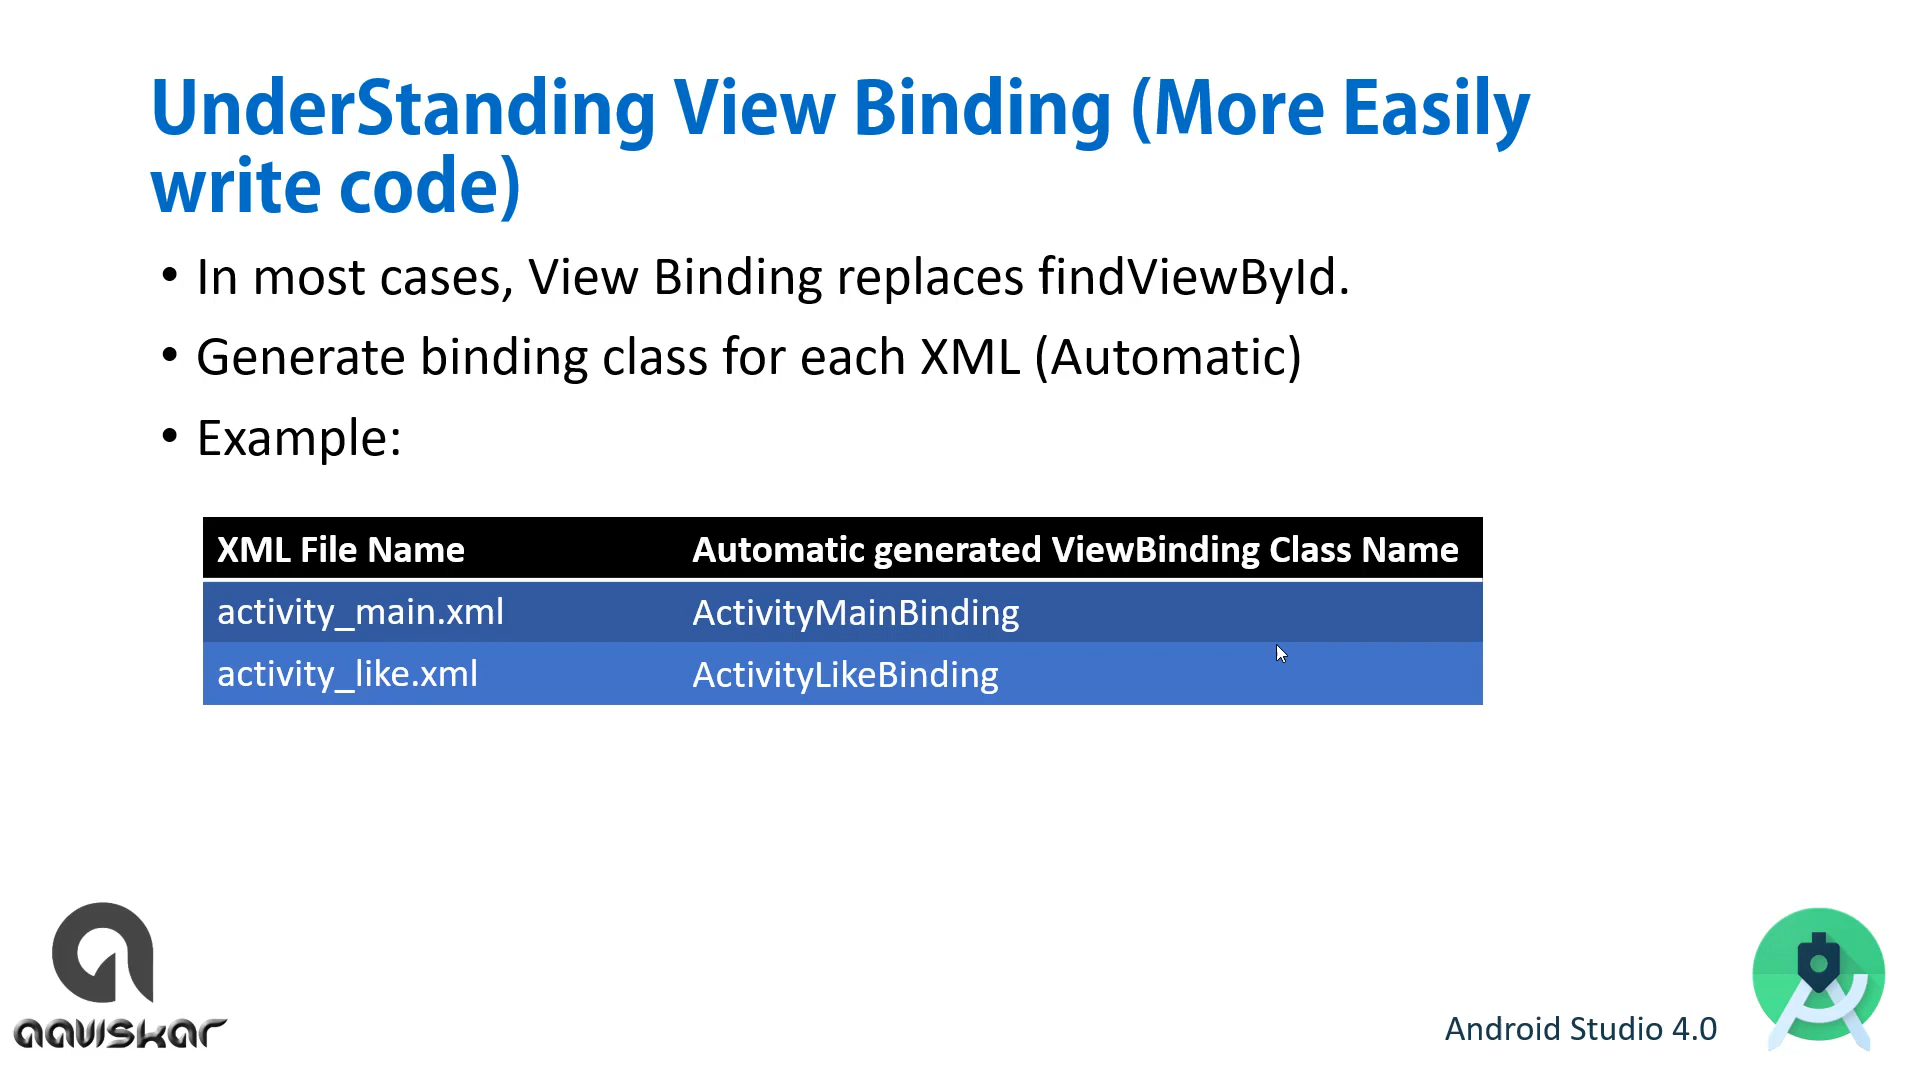 UnderStanding View Binding (More Easily
write code)
• In most cases, View Binding replaces findViewById.
• Generate binding class for each XML (Automatic)
• Example:
XML File Name Automatic generated ViewBinding Class Name
activity_main.xml ActivityMainBinding
activity_like.xml ActivityLikeBinding
aaviskar
Android Studio 4.0